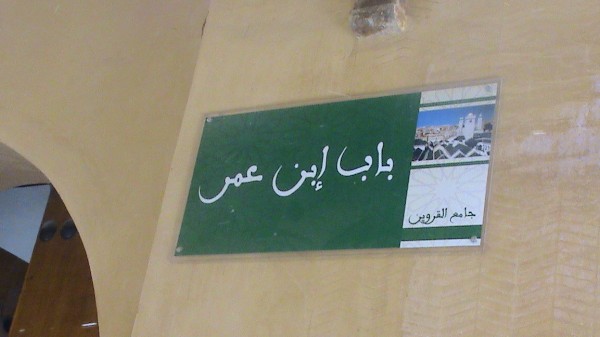 باب إبن عمر
جامع القرويين